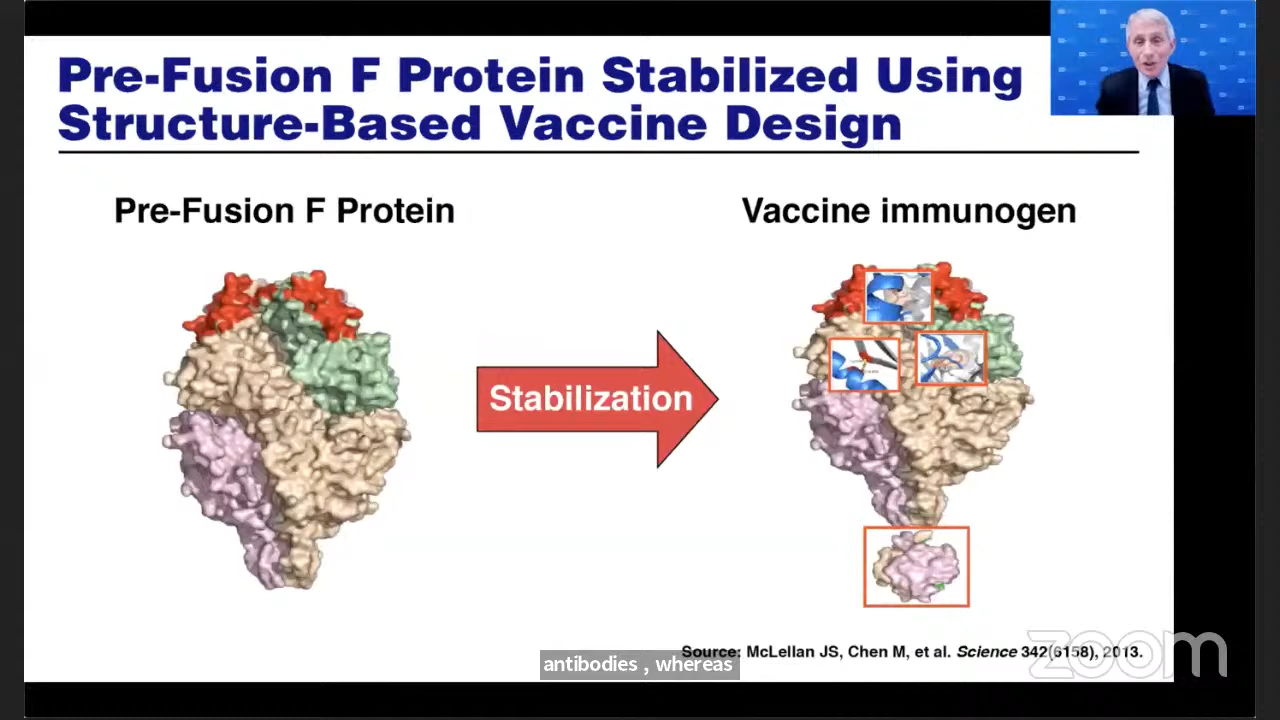 Pre-Fusion F Protein Stabilized Using
Structure-Based Vaccine Design
Pre-Fusion F Protein
Vaccine immunogen
Stabilization
Source: McLellan JS, Chen M, et al. Science 342(6158), 2013.
antibodies , whereas
zoom